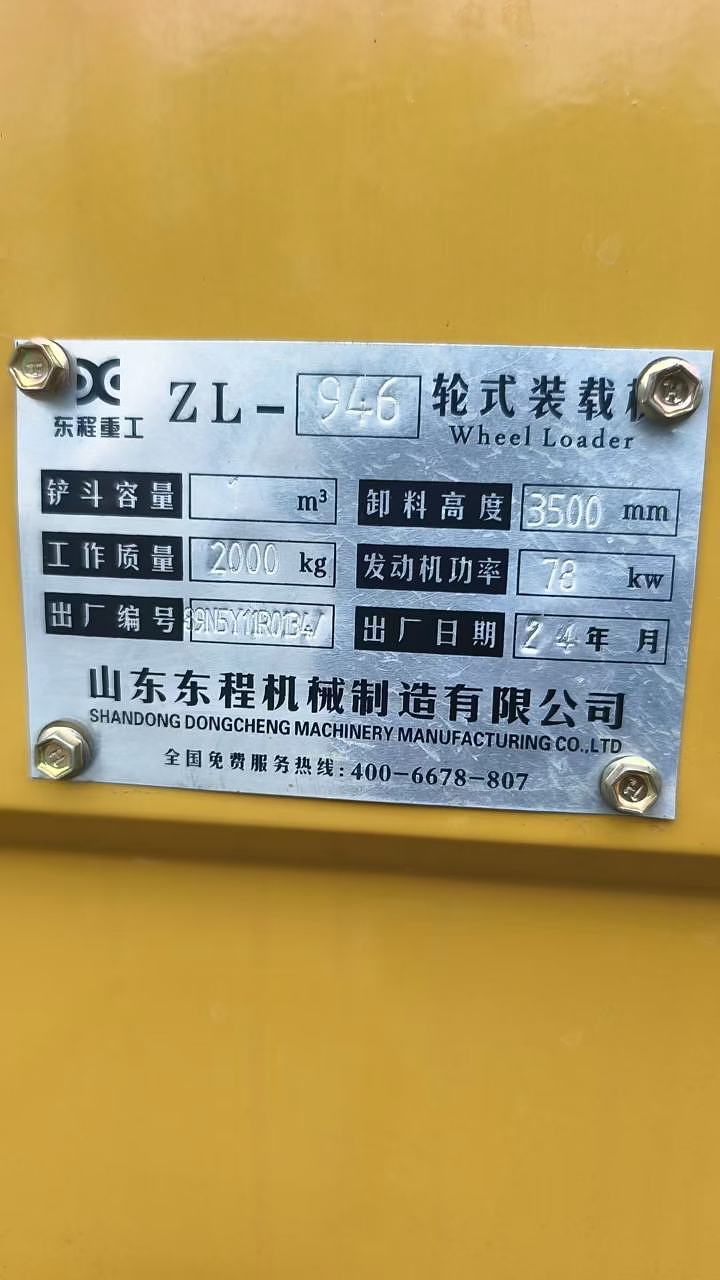 东程重工
ZL-946 轮式装载
Wheel Loader
铲斗容量 m³ 卸料高度 3500 mm
工作质量 2000 kg 发动机功率 78 kw
出厂编号 出厂日期 24年 月
山东东程机械制造有限公司
SHANDONG DONGCHENG MACHINERY MANUFACTURING CO.,LTD
全国免费服务热线:400-6678-807